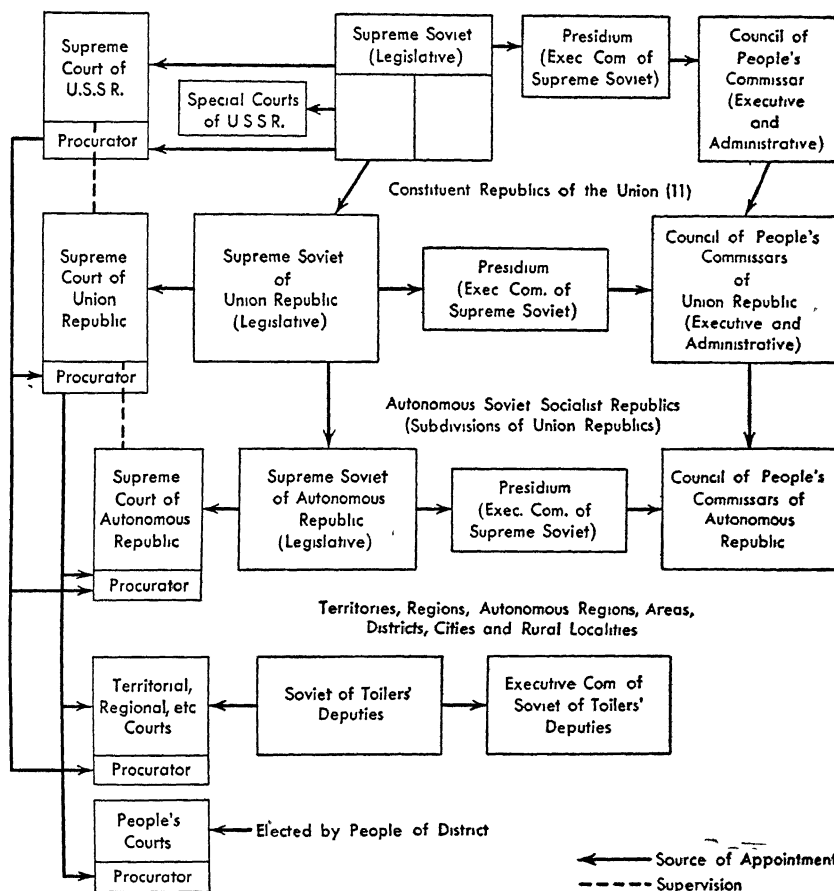 Supreme
Court of
U.S.S.R.
Procurator
Special Courts
of U S S R.
Supreme Soviet
(Legislative)
Presidium
(Exec Com of
Supreme Soviet)
Council of
People's
Commissar
(Executive
and
Administrative)
Constituent Republics of the Union (11)
Supreme
Court of
Union
Republic
Procurator
Supreme Soviet
of
Union Republic
(Legislative)
Presidium
(Exec Com. of
Supreme Soviet)
Council of People's
Commissars
of
Union Republic
(Executive and
Administrative)
Autonomous Soviet Socialist Republics
(Subdivisions of Union Republics)
Supreme
Court of
Autonomous
Republic
Procurator
Supreme Soviet
of Autonomous
Republic
(Legislative)
Presidium
(Exec. Com. of
Supreme Soviet)
Council of People's
Commissars of
Autonomous
Republic
Territories, Regions, Autonomous Regions, Areas,
Districts, Cities and Rural Localities
Territorial,
Regional, etc
Courts
Procurator
Soviet of Toilers'
Deputies
Executive Com of
Soviet of Toilers'
Deputies
People's
Courts
Procurator
Elected by People of District
Source of Appointment
Supervision